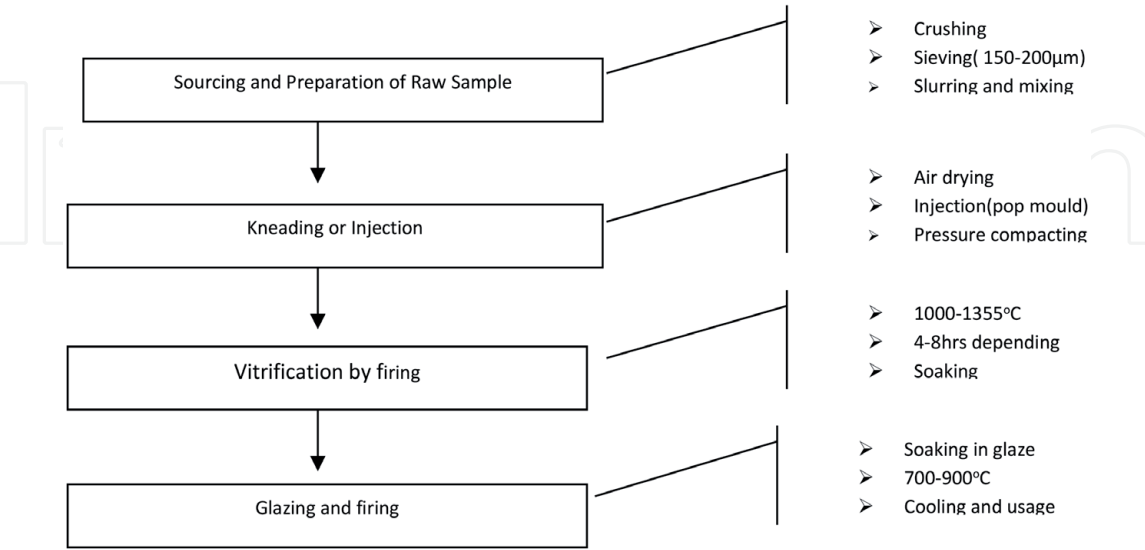 Sourcing and Preparation of Raw Sample
➢ Crushing
➢ Sieving( 150-200µm)
➢ Slurring and mixing
Kneading or Injection
➢ Air drying
➢ Injection(pop mould)
➢ Pressure compacting
Vitrification by firing
➢ 1000-1355°C
➢ 4-8hrs depending
➢ Soaking
Glazing and firing
➢ Soaking in glaze
➢ 700-900°C
➢ Cooling and usage